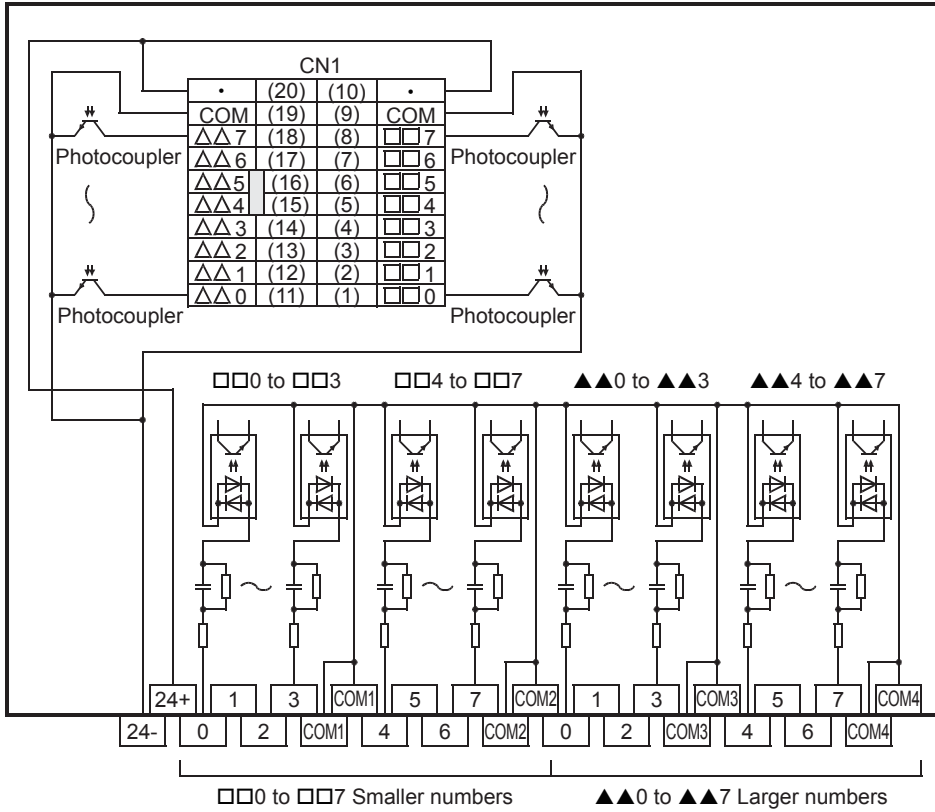 CN1
• (20) (10) •
COM (19) (9) COM
△△7 (18) (8) □□7
△△6 (17) (7) □□6
△△5 (16) (6) □□5
△△4 (15) (5) □□4
△△3 (14) (4) □□3
△△2 (13) (3) □□2
△△1 (12) (2) □□1
△△0 (11) (1) □□0
Photocoupler Photocoupler
Photocoupler Photocoupler
□□0 to □□3 □□4 to □□7 ▲▲0 to ▲▲3 ▲▲4 to ▲▲7
24+ 1 3 COM1 5 7 COM2 1 3 COM3 5 7 COM4
24- 0 2 COM1 4 6 COM2 0 2 COM3 4 6 COM4
□□0 to □□7 Smaller numbers ▲▲0 to ▲▲7 Larger numbers